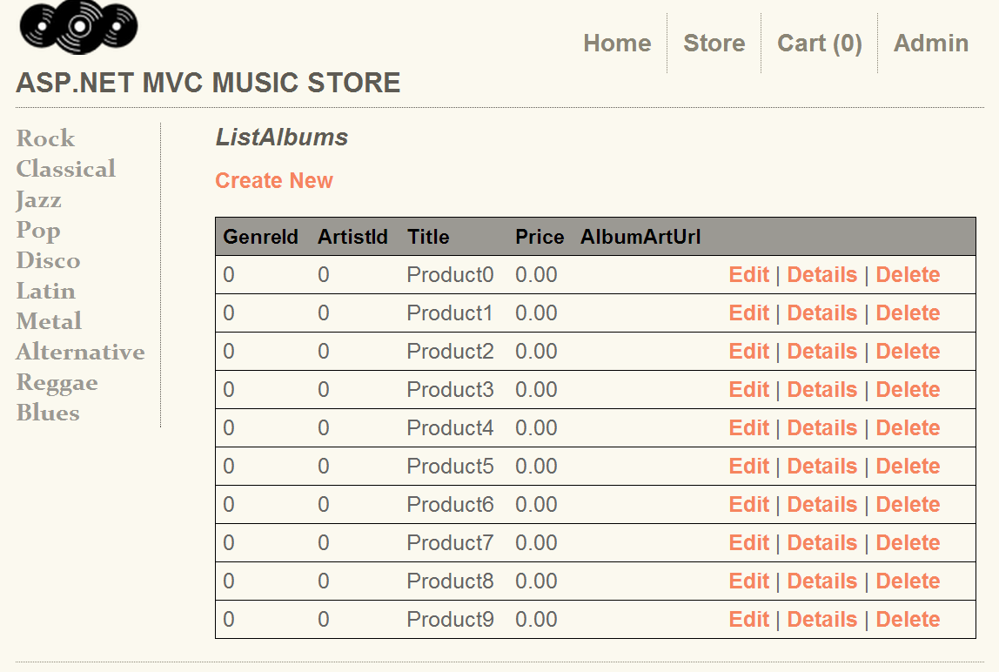 Home Store Cart (0) Admin
ASP.NET MVC MUSIC STORE
Rock
Classical
Jazz
Pop
Disco
Latin
Metal
Alternative
Reggae
Blues
ListAlbums
Create New
GenreId ArtistId Title Price AlbumArtUrl
0 0 Product0 0.00 Edit | Details | Delete
0 0 Product1 0.00 Edit | Details | Delete
0 0 Product2 0.00 Edit | Details | Delete
0 0 Product3 0.00 Edit | Details | Delete
0 0 Product4 0.00 Edit | Details | Delete
0 0 Product5 0.00 Edit | Details | Delete
0 0 Product6 0.00 Edit | Details | Delete
0 0 Product7 0.00 Edit | Details | Delete
0 0 Product8 0.00 Edit | Details | Delete
0 0 Product9 0.00 Edit | Details | Delete